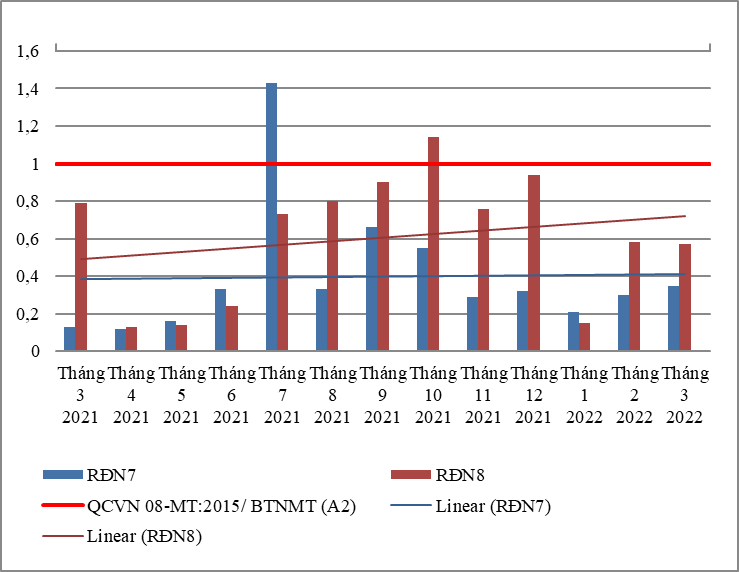 1,6
1,4
1,2
1
0,8
0,6
0,4
0,2
0
Tháng 3 2021
Tháng 4 2021
Tháng 5 2021
Tháng 6 2021
Tháng 7 2021
Tháng 8 2021
Tháng 9 2021
Tháng 10 2021
Tháng 11 2021
Tháng 12 2021
Tháng 1 2022
Tháng 2 2022
Tháng 3 2022
RĐN7
RĐN8
QCVN 08-MT:2015/ BTNMT (A2)
Linear (RĐN7)
Linear (RĐN8)